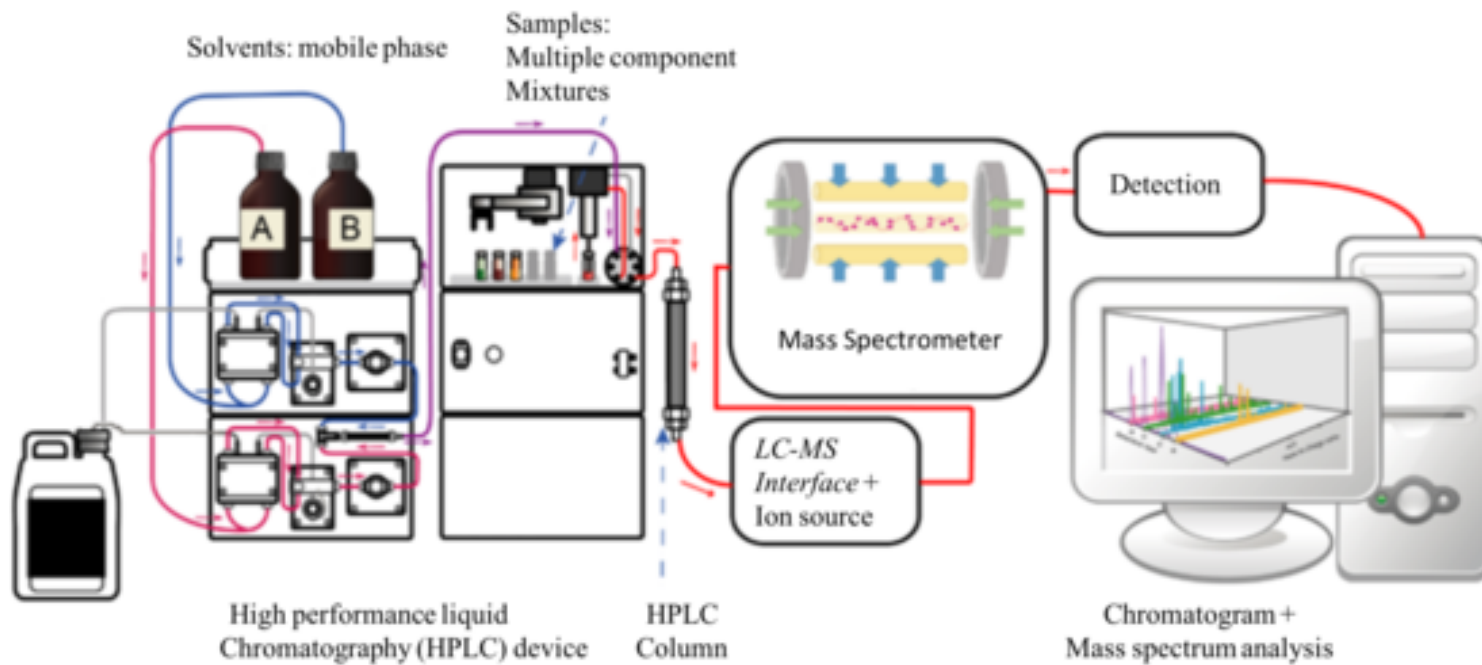 Solvents: mobile phase
Samples:
Multiple component
Mixtures
A
B
Mass Spectrometer
Detection
LC-MS
Interface +
Ion source
High performance liquid
Chromatography (HPLC) device
HPLC
Column
Chromatogram +
Mass spectrum analysis